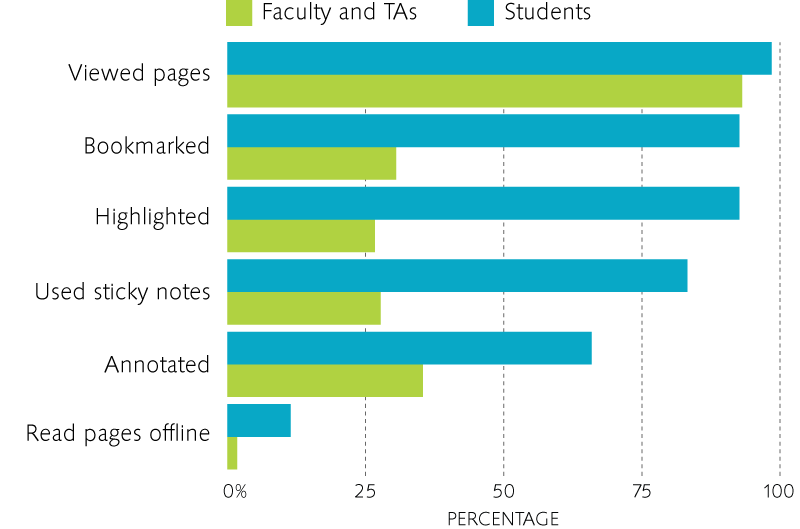 Faculty and TAs
Students
Viewed pages
Bookmarked
Highlighted
Used sticky notes
Annotated
Read pages offline
0% 25 50 75 100
PERCENTAGE